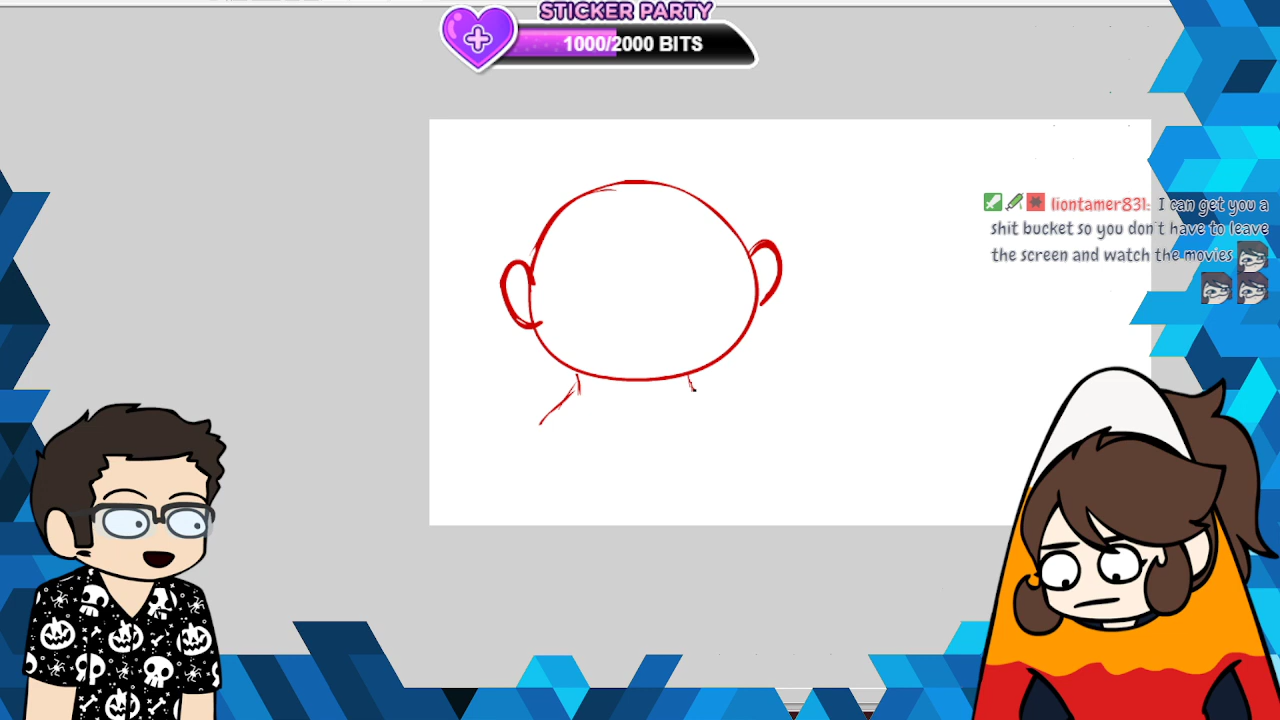 STICKER PARTY
1000/2000 BITS
liontamer831: I can get you a
shit bucket so you don't have to leave
the screen and watch the movies